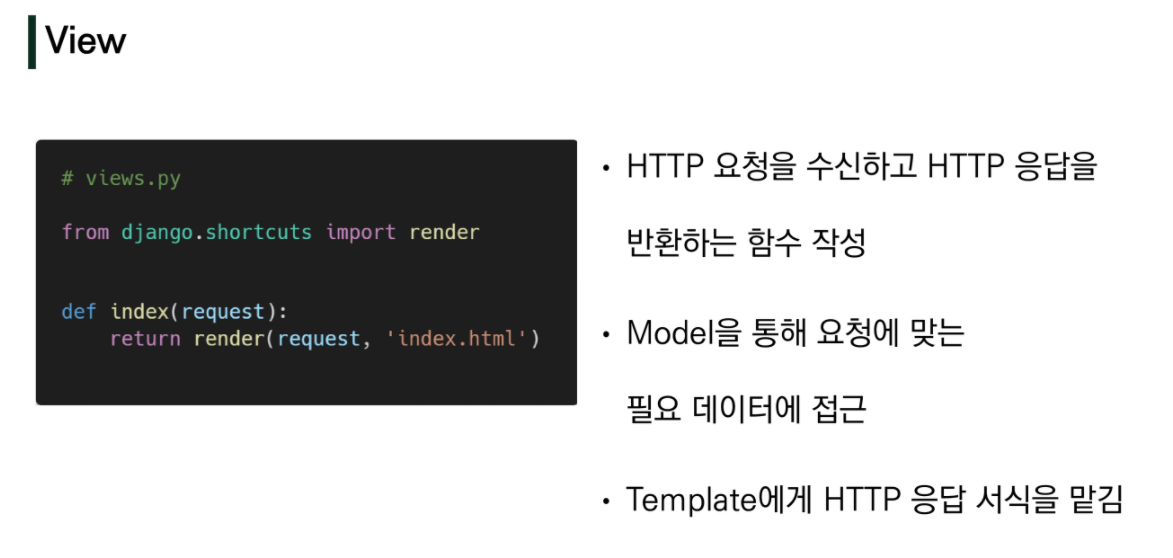 View
# views.py
from django.shortcuts import render
def index(request):
    return render(request, 'index.html')
• HTTP 요청을 수신하고 HTTP 응답을
반환하는 함수 작성
• Model을 통해 요청에 맞는
필요 데이터에 접근
• Template에게 HTTP 응답 서식을 맡김